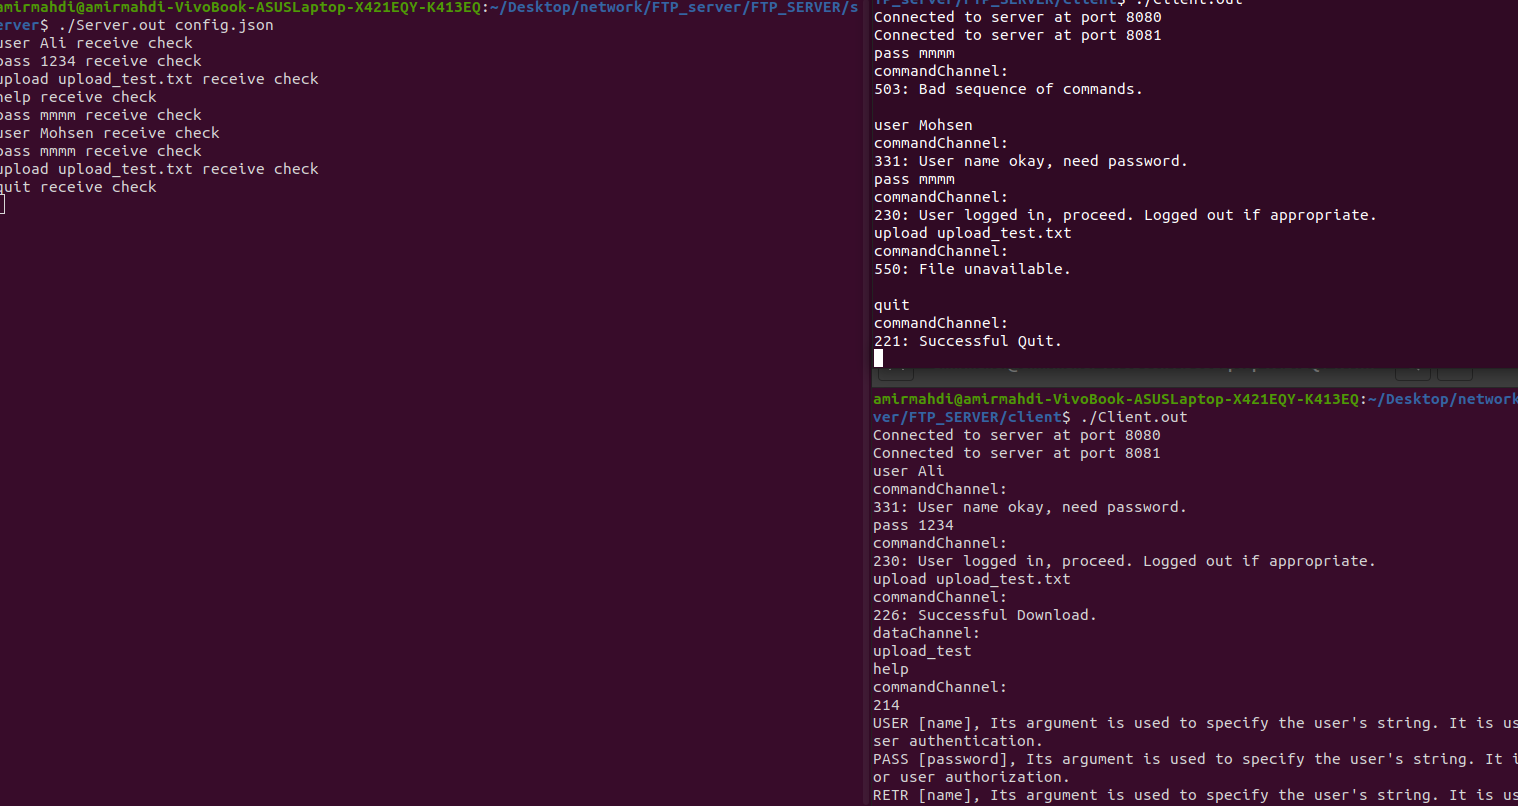 amirmahdi@amirmahdi-VivoBook-ASUSLaptop-X421EQY-K413EQ:~/Desktop/network/FTP_server/FTP_SERVER/s
erver$ ./Server.out config.json
user Ali receive check
pass 1234 receive check
upload upload_test.txt receive check
help receive check
pass mmmm receive check
user Mohsen receive check
pass mmmm receive check
upload upload_test.txt receive check
quit receive check
TP_server/FTP_SERVER/client$ ./Client.out
Connected to server at port 8080
Connected to server at port 8081
pass mmmm
commandChannel:
503: Bad sequence of commands.
user Mohsen
commandChannel:
331: User name okay, need password.
pass mmmm
commandChannel:
230: User logged in, proceed. Logged out if appropriate.
upload upload_test.txt
commandChannel:
550: File unavailable.
quit
commandChannel:
221: Successful Quit.
amirmahdi@amirmahdi-VivoBook-ASUSLaptop-X421EQY-K413EQ:~/Desktop/network
ver/FTP_SERVER/client$ ./Client.out
Connected to server at port 8080
Connected to server at port 8081
user Ali
commandChannel:
331: User name okay, need password.
pass 1234
commandChannel:
230: User logged in, proceed. Logged out if appropriate.
upload upload_test.txt
commandChannel:
226: Successful Download.
dataChannel:
upload_test
help
commandChannel:
214
USER [name], Its argument is used to specify the user's string. It is us
ser authentication.
PASS [password], Its argument is used to specify the user's string. It i
or user authorization.
RETR [name], Its argument is used to specify the user's string. It is us